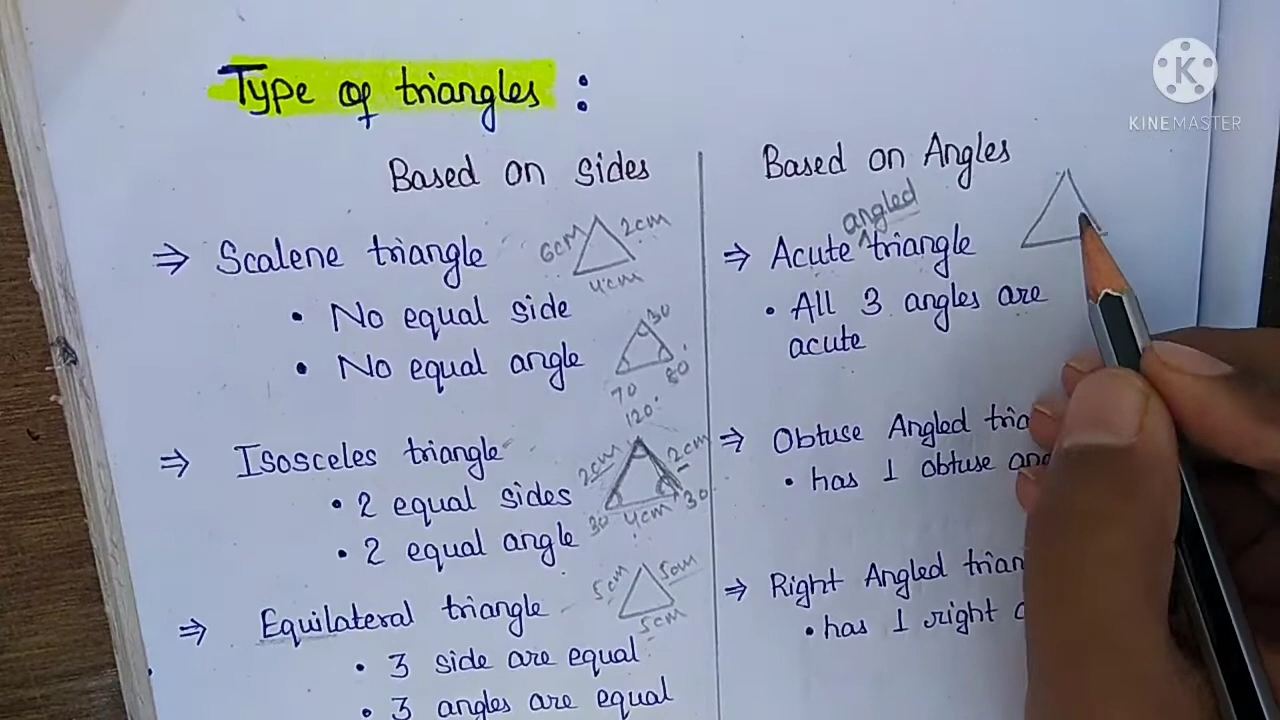 Type of triangles :
Based on sides
⇒ Scalene triangle
6cm 2cm
4cm
• No equal side
• No equal angle
30
70 80°
⇒ Isosceles triangle
120°
2cm 2cm
30 4cm 30
• 2 equal sides
• 2 equal angle
⇒ Equilateral triangle
5cm 5cm
5cm
• 3 side are equal
• 3 angles are equal
Based on Angles
angled
⇒ Acute ^ triangle
• All 3 angles are
acute
⇒ Obtuse Angled
• has 1 obtuse
⇒ Right Angled
• has 1 right
K
KINEMASTER